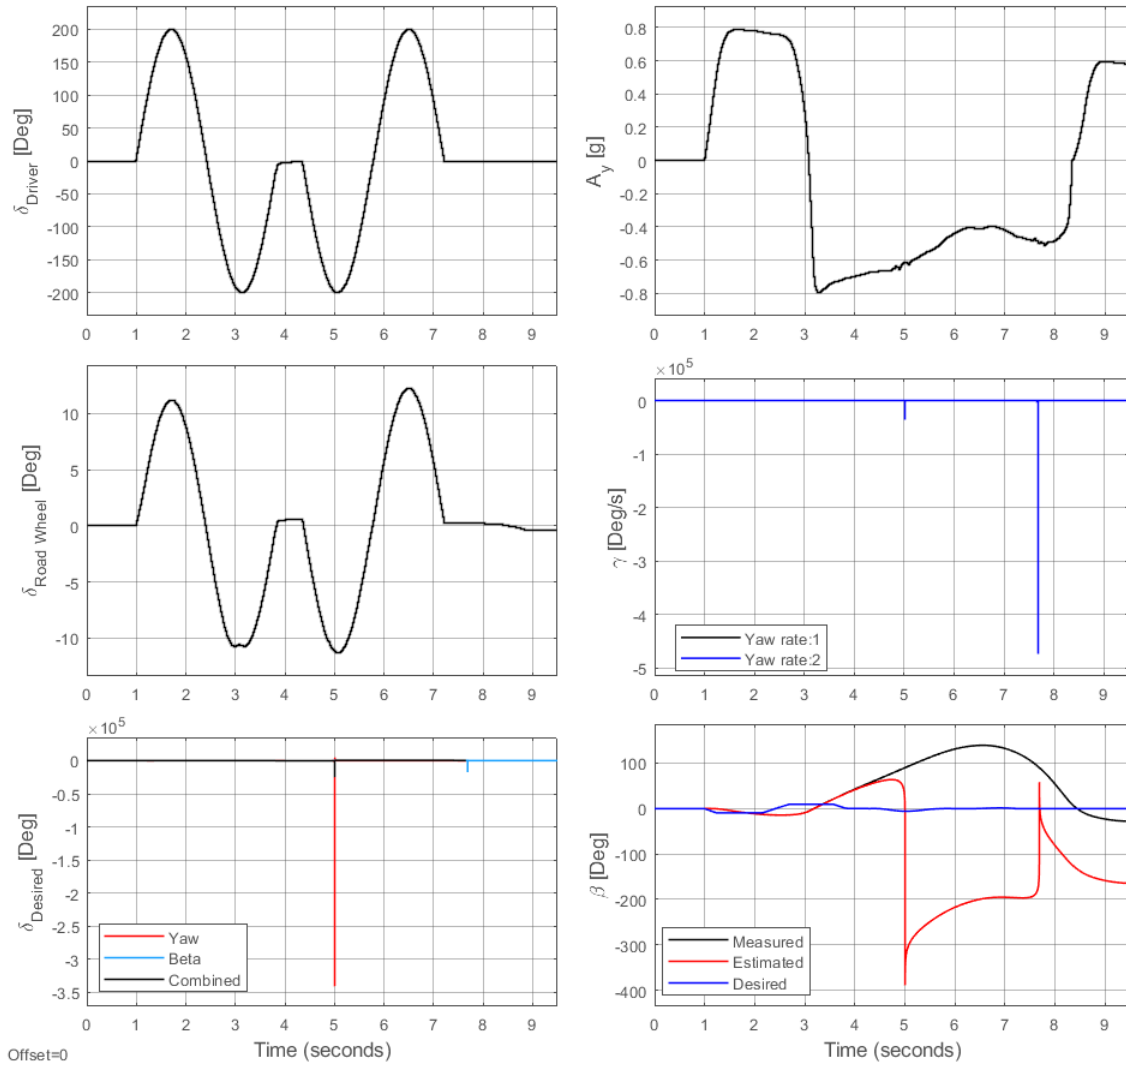 200
150
100
50
0
-50
-100
-150
-200
δDriver [Deg]
0 1 2 3 4 5 6 7 8 9
0.8
0.6
0.4
0.2
0
-0.2
-0.4
-0.6
-0.8
Ay [g]
0 1 2 3 4 5 6 7 8 9
10
5
0
-5
-10
δRoad Wheel [Deg]
0 1 2 3 4 5 6 7 8 9
×10⁵
0
-1
-2
-3
-4
-5
γ [Deg/s]
Yaw rate:1
Yaw rate:2
0 1 2 3 4 5 6 7 8 9
×10⁵
0
-0.5
-1
-1.5
-2
-2.5
-3
-3.5
δDesired [Deg]
Yaw
Beta
Combined
0 1 2 3 4 5 6 7 8 9
Time (seconds)
Offset=0
100
0
-100
-200
-300
-400
β [Deg]
Measured
Estimated
Desired
0 1 2 3 4 5 6 7 8 9
Time (seconds)